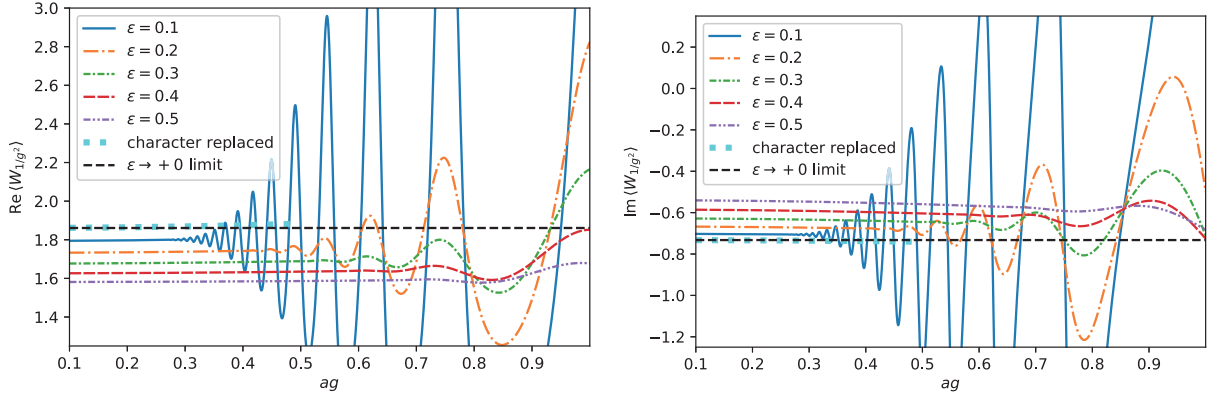 3.0
2.8
2.6
2.4
2.2
2.0
1.8
1.6
1.4
Re ⟨W_{1/g²}⟩
ε = 0.1
ε = 0.2
ε = 0.3
ε = 0.4
ε = 0.5
character replaced
ε → +0 limit
0.1 0.2 0.3 0.4 0.5 0.6 0.7 0.8 0.9
ag
0.2
0.0
−0.2
−0.4
−0.6
−0.8
−1.0
−1.2
Im ⟨W_{1/g²}⟩
ε = 0.1
ε = 0.2
ε = 0.3
ε = 0.4
ε = 0.5
character replaced
ε → +0 limit
0.1 0.2 0.3 0.4 0.5 0.6 0.7 0.8 0.9
ag